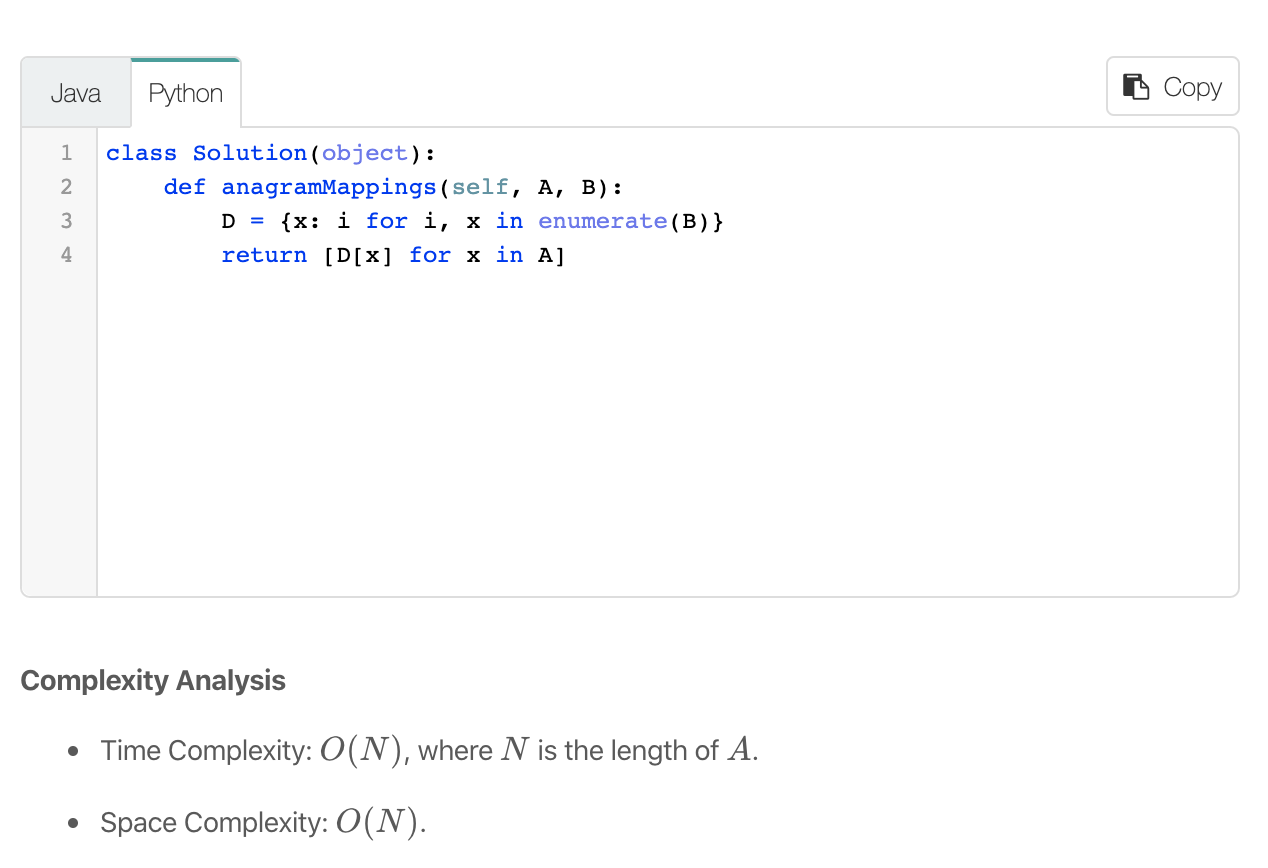 Java Python Copy
1 class Solution(object):
2     def anagramMappings(self, A, B):
3         D = {x: i for i, x in enumerate(B)}
4         return [D[x] for x in A]
Complexity Analysis
• Time Complexity: O(N), where N is the length of A.
• Space Complexity: O(N).